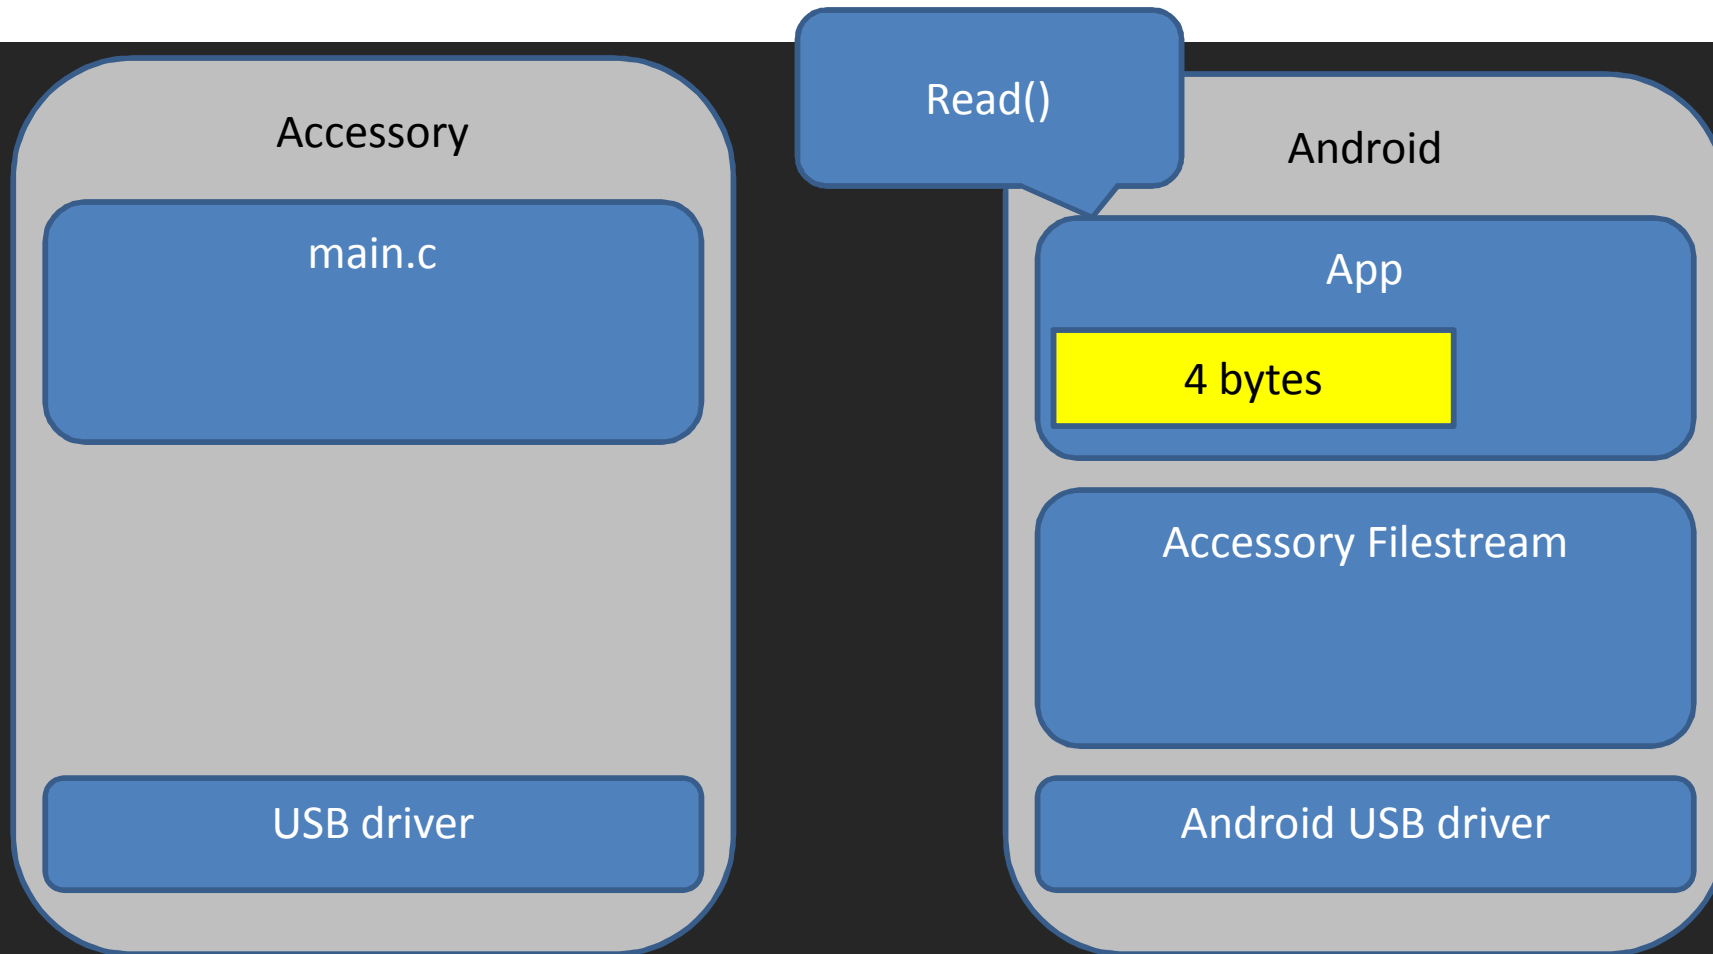 Accessory
main.c
USB driver
Read()
Android
App
4 bytes
Accessory Filestream
Android USB driver